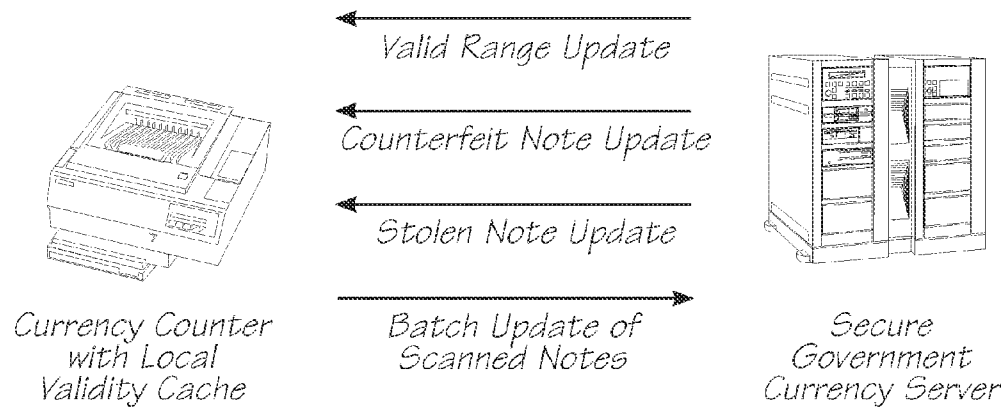 Valid Range Update
Counterfeit Note Update
Stolen Note Update
Currency Counter
with Local
Validity Cache
Batch Update of
Scanned Notes
Secure
Government
Currency Server